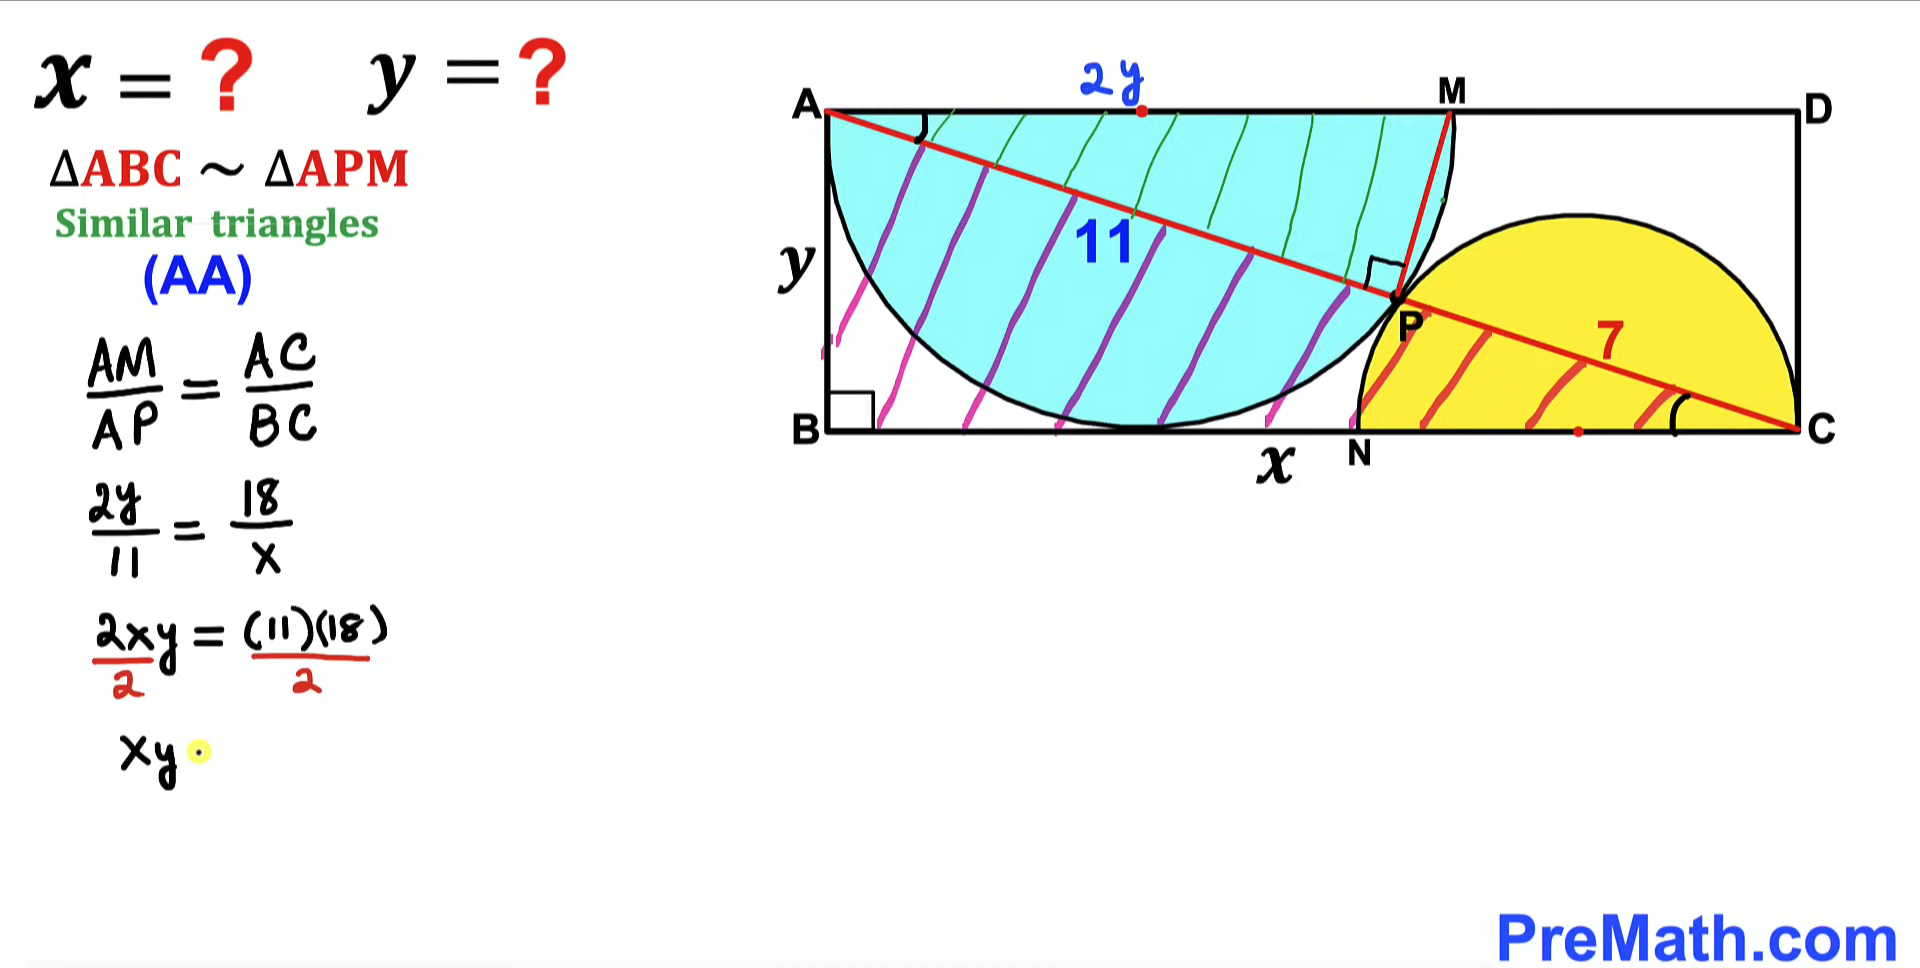 x = ? y = ?
ΔABC ~ ΔAPM
Similar triangles
(AA)
AM/AP = AC/BC
2y/11 = 18/x
2xy/2 = (11)(18)/2
xy
2y
A M D
y 11
P 7
B x N C
PreMath.com